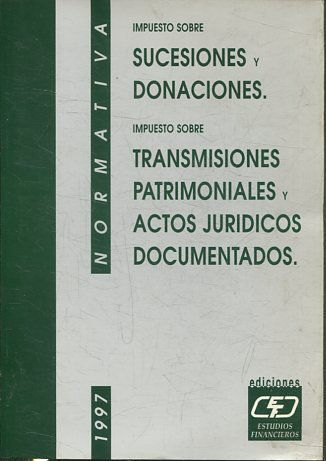 NORMATIVA
1997
IMPUESTO SOBRE
SUCESIONES Y
DONACIONES.
IMPUESTO SOBRE
TRANSMISIONES
PATRIMONIALES Y
ACTOS JURIDICOS
DOCUMENTADOS.
ediciones
CEF
ESTUDIOS
FINANCIEROS